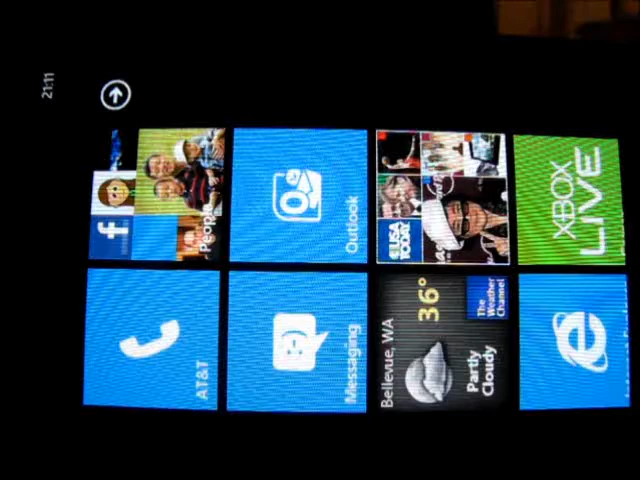 21:11
f
People
AT&T
Outlook
Messaging
USA
TODAY
Bellevue, WA
36°
Partly
Cloudy
The
Weather
Channel
XBOX
LIVE